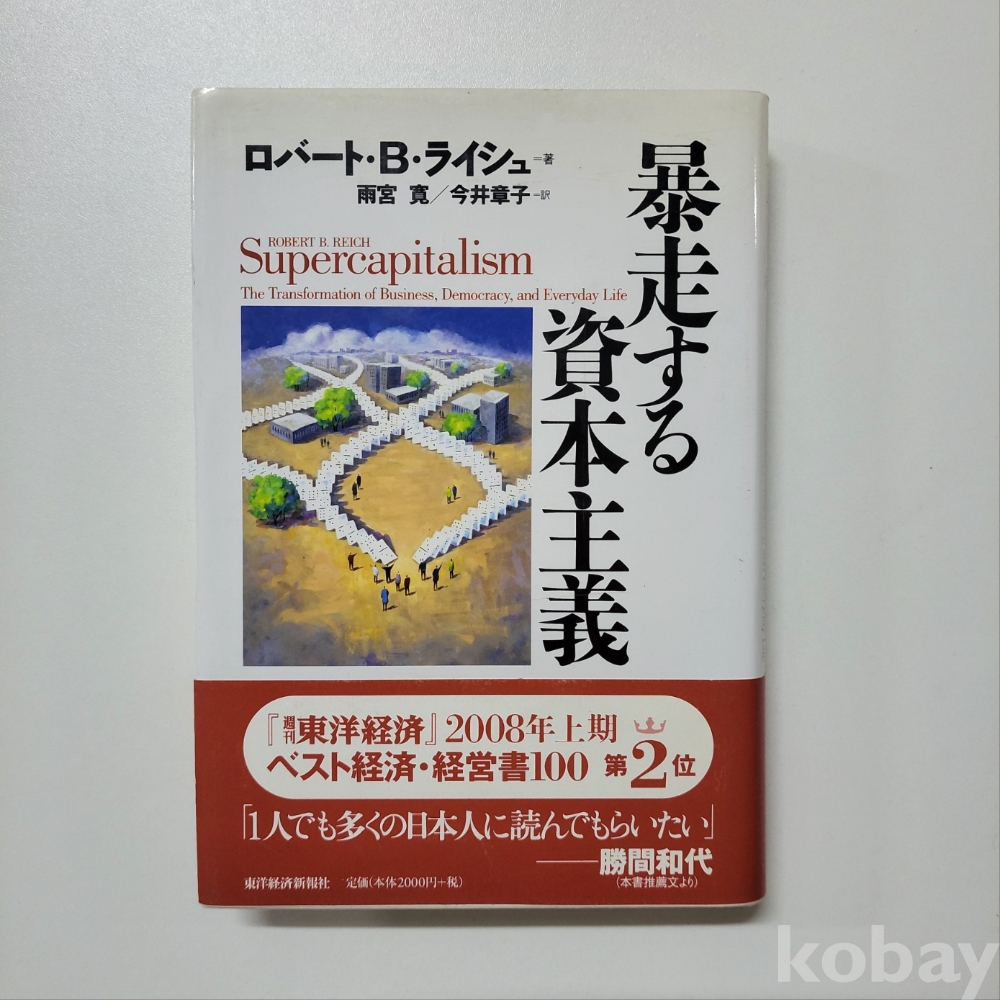 ロバート・B・ライシュ=著
雨宮 寛/今井章子=訳
暴走する
資本主義
ROBERT B. REICH
Supercapitalism
The Transformation of Business, Democracy, and Everyday Life
『週刊東洋経済』2008年上期
ベスト経済・経営書100 第2位
「1人でも多くの日本人に読んでもらいたい」
――勝間和代
(本書推薦文より)
東洋経済新報社 定価(本体2000円+税)
kobay